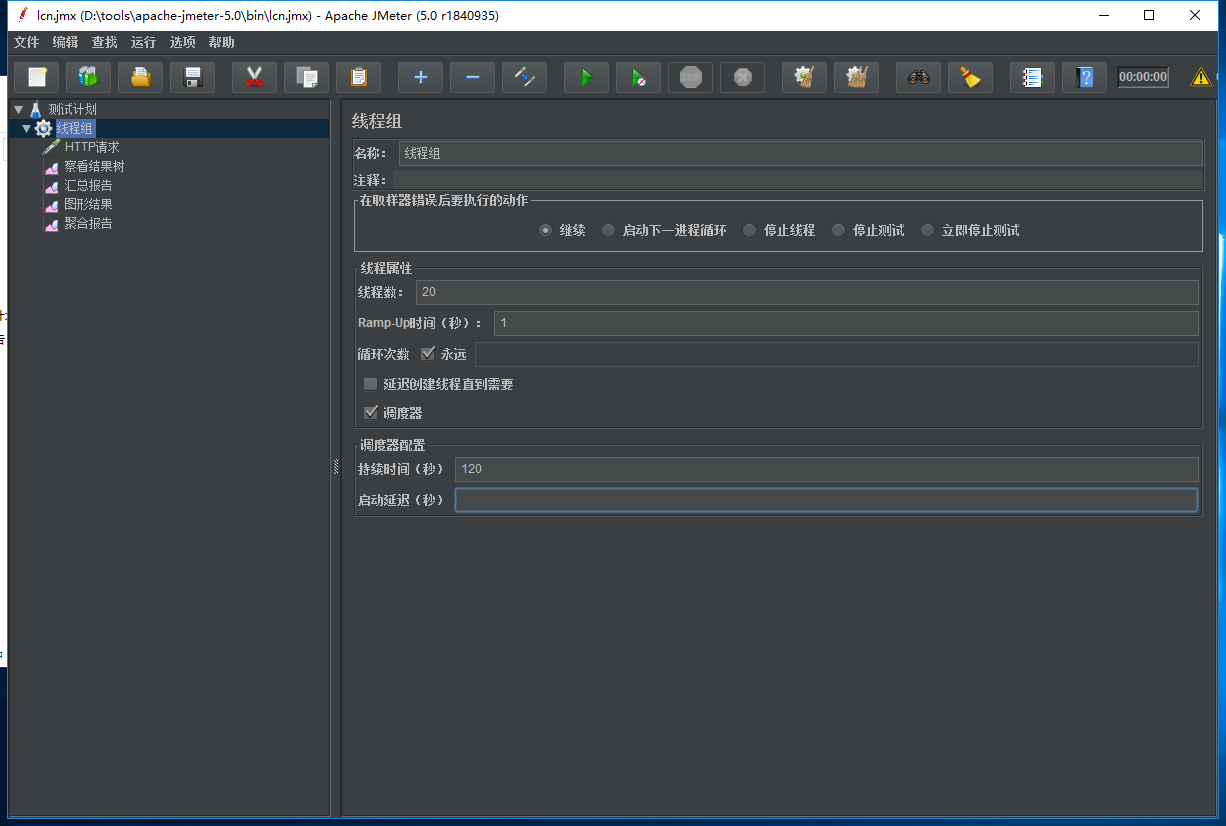 lcn.jmx (D:\tools\apache-jmeter-5.0\bin\lcn.jmx) - Apache JMeter (5.0 r1840935)
文件 编辑 查找 运行 选项 帮助
STOP
00:00:00
测试计划
线程组
HTTP请求
察看结果树
汇总报告
图形结果
聚合报告
线程组
名称： 线程组
注释：
在取样器错误后要执行的动作
继续 启动下一进程循环 停止线程 停止测试 立即停止测试
线程属性
线程数： 20
Ramp-Up时间（秒）： 1
循环次数 永远
延迟创建线程直到需要
调度器
调度器配置
持续时间（秒） 120
启动延迟（秒）